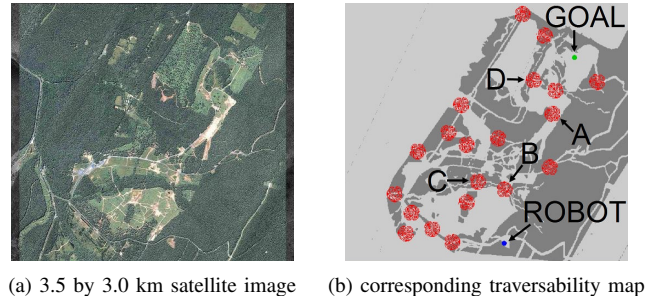 GOAL
D
A
B
C
ROBOT
(a) 3.5 by 3.0 km satellite image
(b) corresponding traversability map